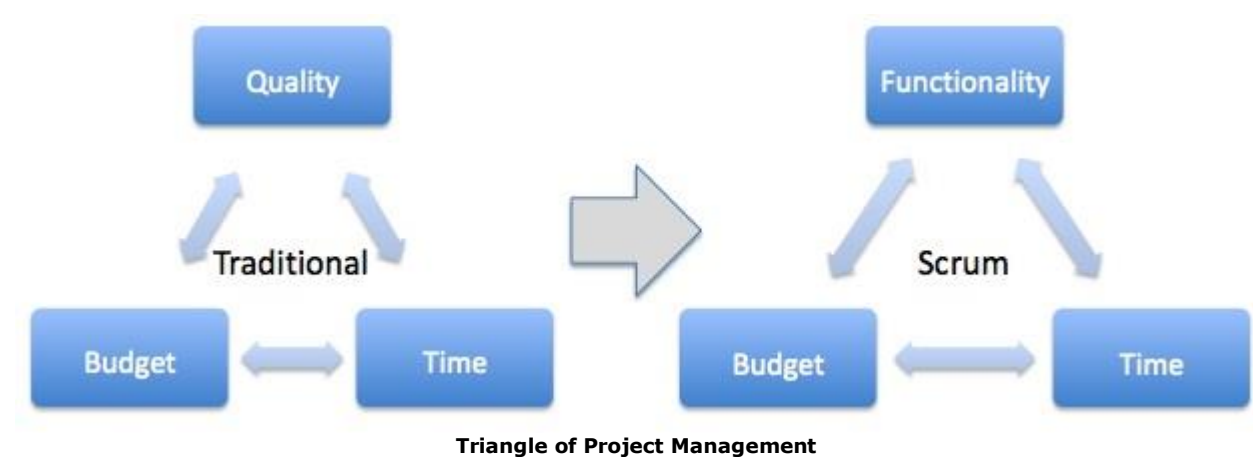 Quality
Functionality
Traditional
Scrum
Budget
Time
Budget
Time
Triangle of Project Management